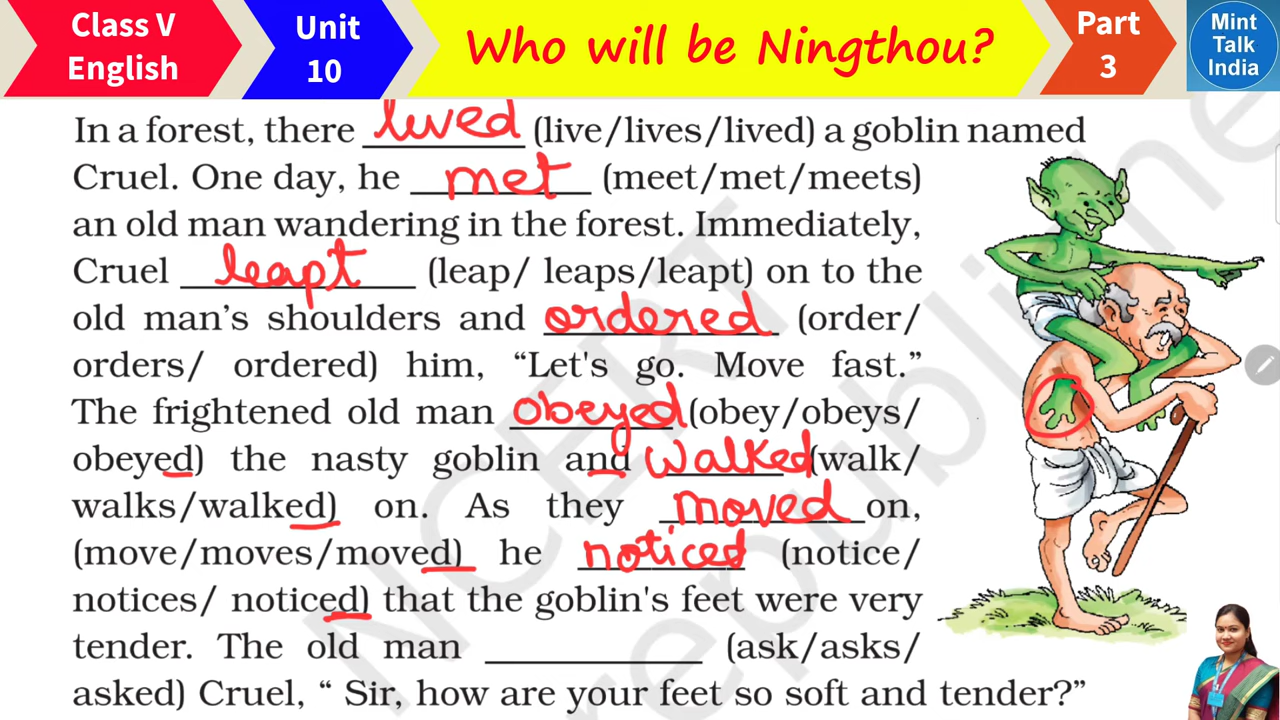 Class V
English
Unit
10
Who will be Ningthou?
Part
3
Mint
Talk
India
In a forest, there lived (live/lives/lived) a goblin named
Cruel. One day, he met (meet/met/meets)
an old man wandering in the forest. Immediately,
Cruel leapt (leap/ leaps/leapt) on to the
old man's shoulders and ordered (order/
orders/ ordered) him, “Let's go. Move fast.”
The frightened old man obeyed (obey/obeys/
obeyed) the nasty goblin and walked (walk/
walks/walked) on. As they moved on,
(move/moves/moved) he noticed (notice/
notices/ noticed) that the goblin's feet were very
tender. The old man ____________ (ask/asks/
asked) Cruel, “ Sir, how are your feet so soft and tender?”
NCERT
republished